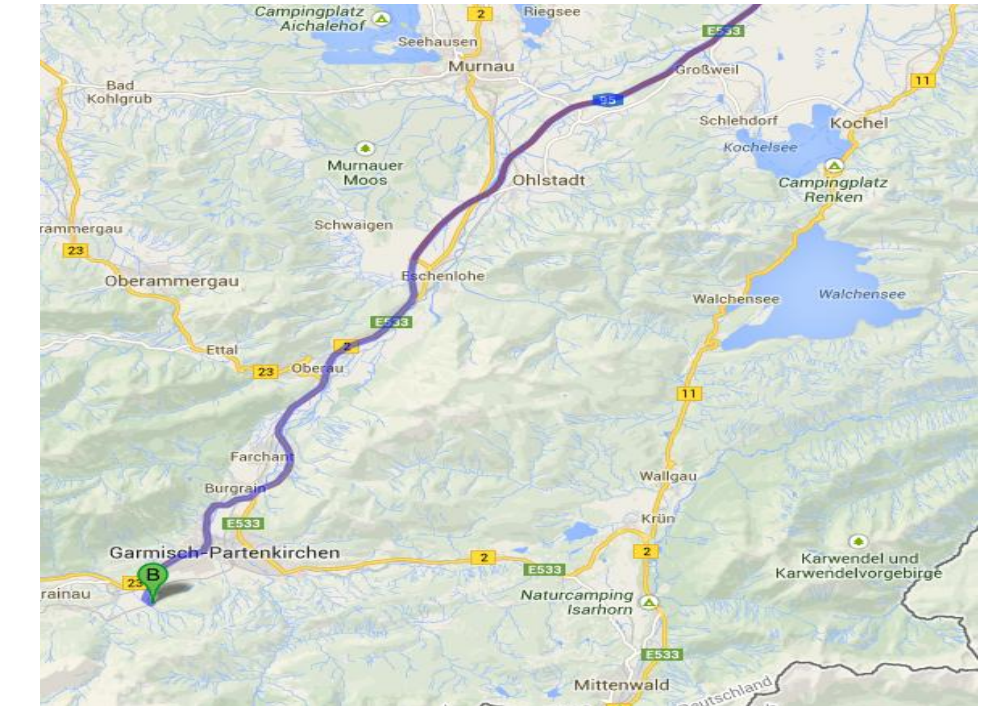 Campingplatz
Aichalehof
2
Riegsee
E533
Seehausen
Murnau
Großweil
11
Bad
Kohlgrub
95
Schlehdorf
Kochel
Kochelsee
Murnauer
Moos
Ohlstadt
Campingplatz
Renken
Schwaigen
rammergau
23
Eschenlohe
Oberammergau
Walchensee
Walchensee
E533
2
Ettal
23
Oberau
11
Farchant
Burgrain
Wallgau
Krün
E533
Garmisch-Partenkirchen
2
2
Karwendel und
Karwendelvorgebirge
E533
B
23
rainau
Naturcamping
Isarhorn
E533
Mittenwald
Deutschland